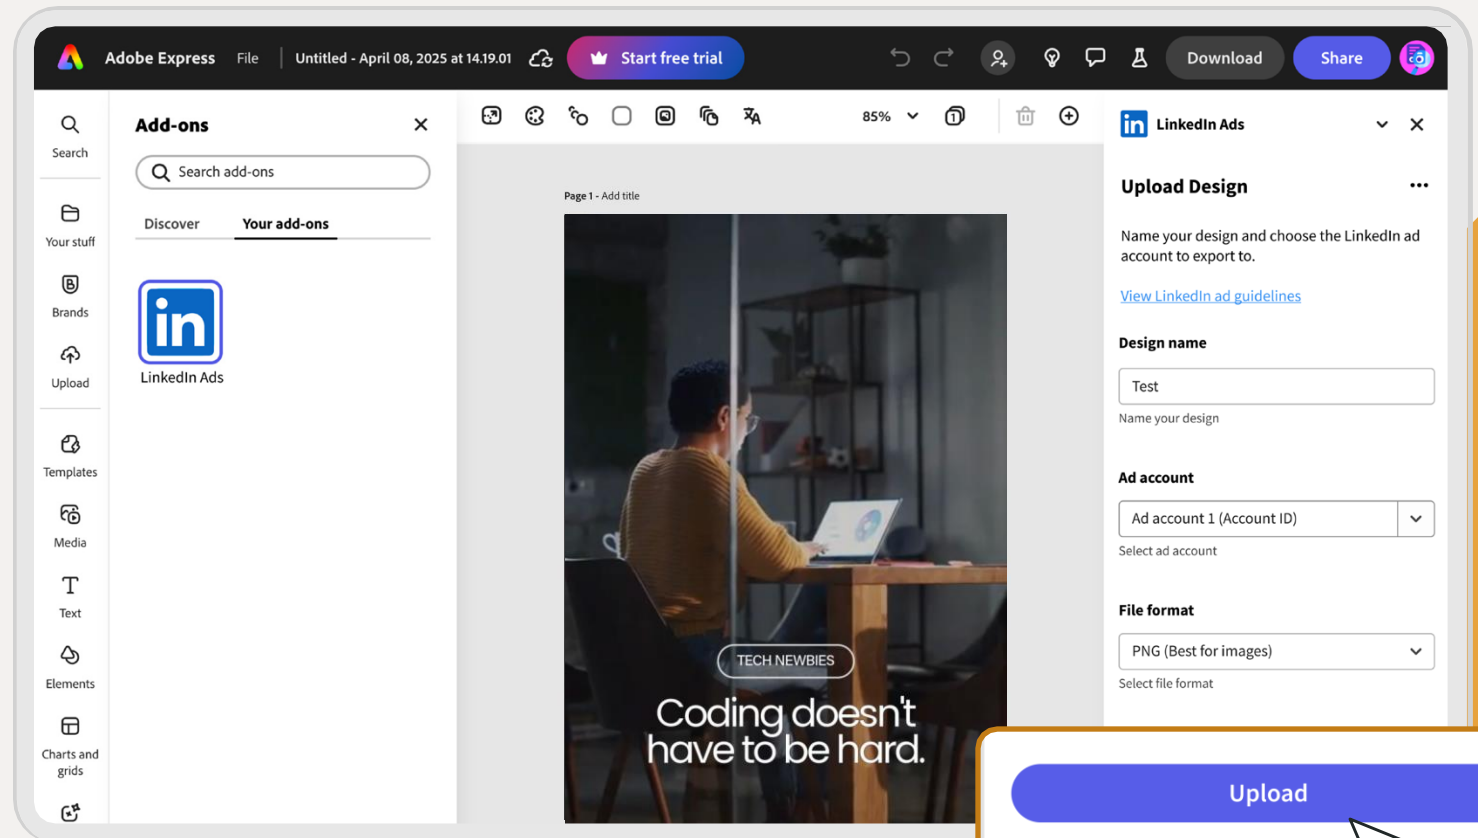 Adobe Express
File
Untitled - April 08, 2025 at 14.19.01
Start free trial
Download
Share
Search
Your stuff
Brands
Upload
Templates
Media
Text
Elements
Charts and
grids
Add-ons
Search add-ons
Discover
Your add-ons
in
LinkedIn Ads
85%
1
Page 1 - Add title
TECH NEWBIES
Coding doesn't
have to be hard.
in
LinkedIn Ads
Upload Design
Name your design and choose the LinkedIn ad
account to export to.
View LinkedIn ad guidelines
Design name
Test
Name your design
Ad account
Ad account 1 (Account ID)
Select ad account
File format
PNG (Best for images)
Select file format
Upload